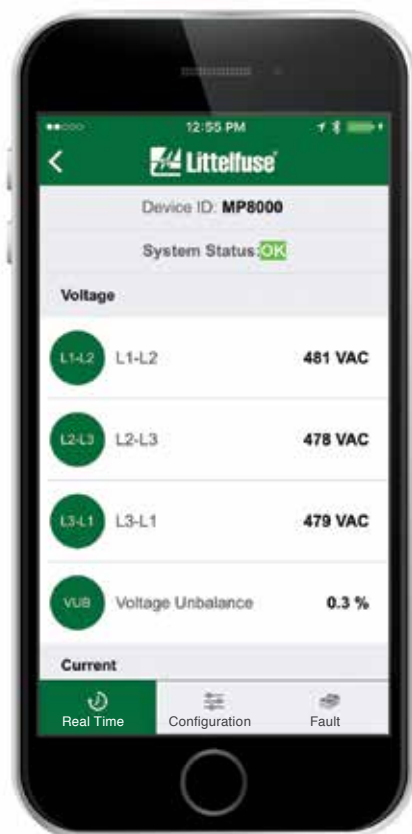 12:55 PM
Littelfuse
Device ID: MP8000
System Status:OK
Voltage
L1-L2 L1-L2 481 VAC
L2-L3 L2-L3 478 VAC
L3-L1 L3-L1 479 VAC
VUB Voltage Unbalance 0.3 %
Current
Real Time Configuration Fault